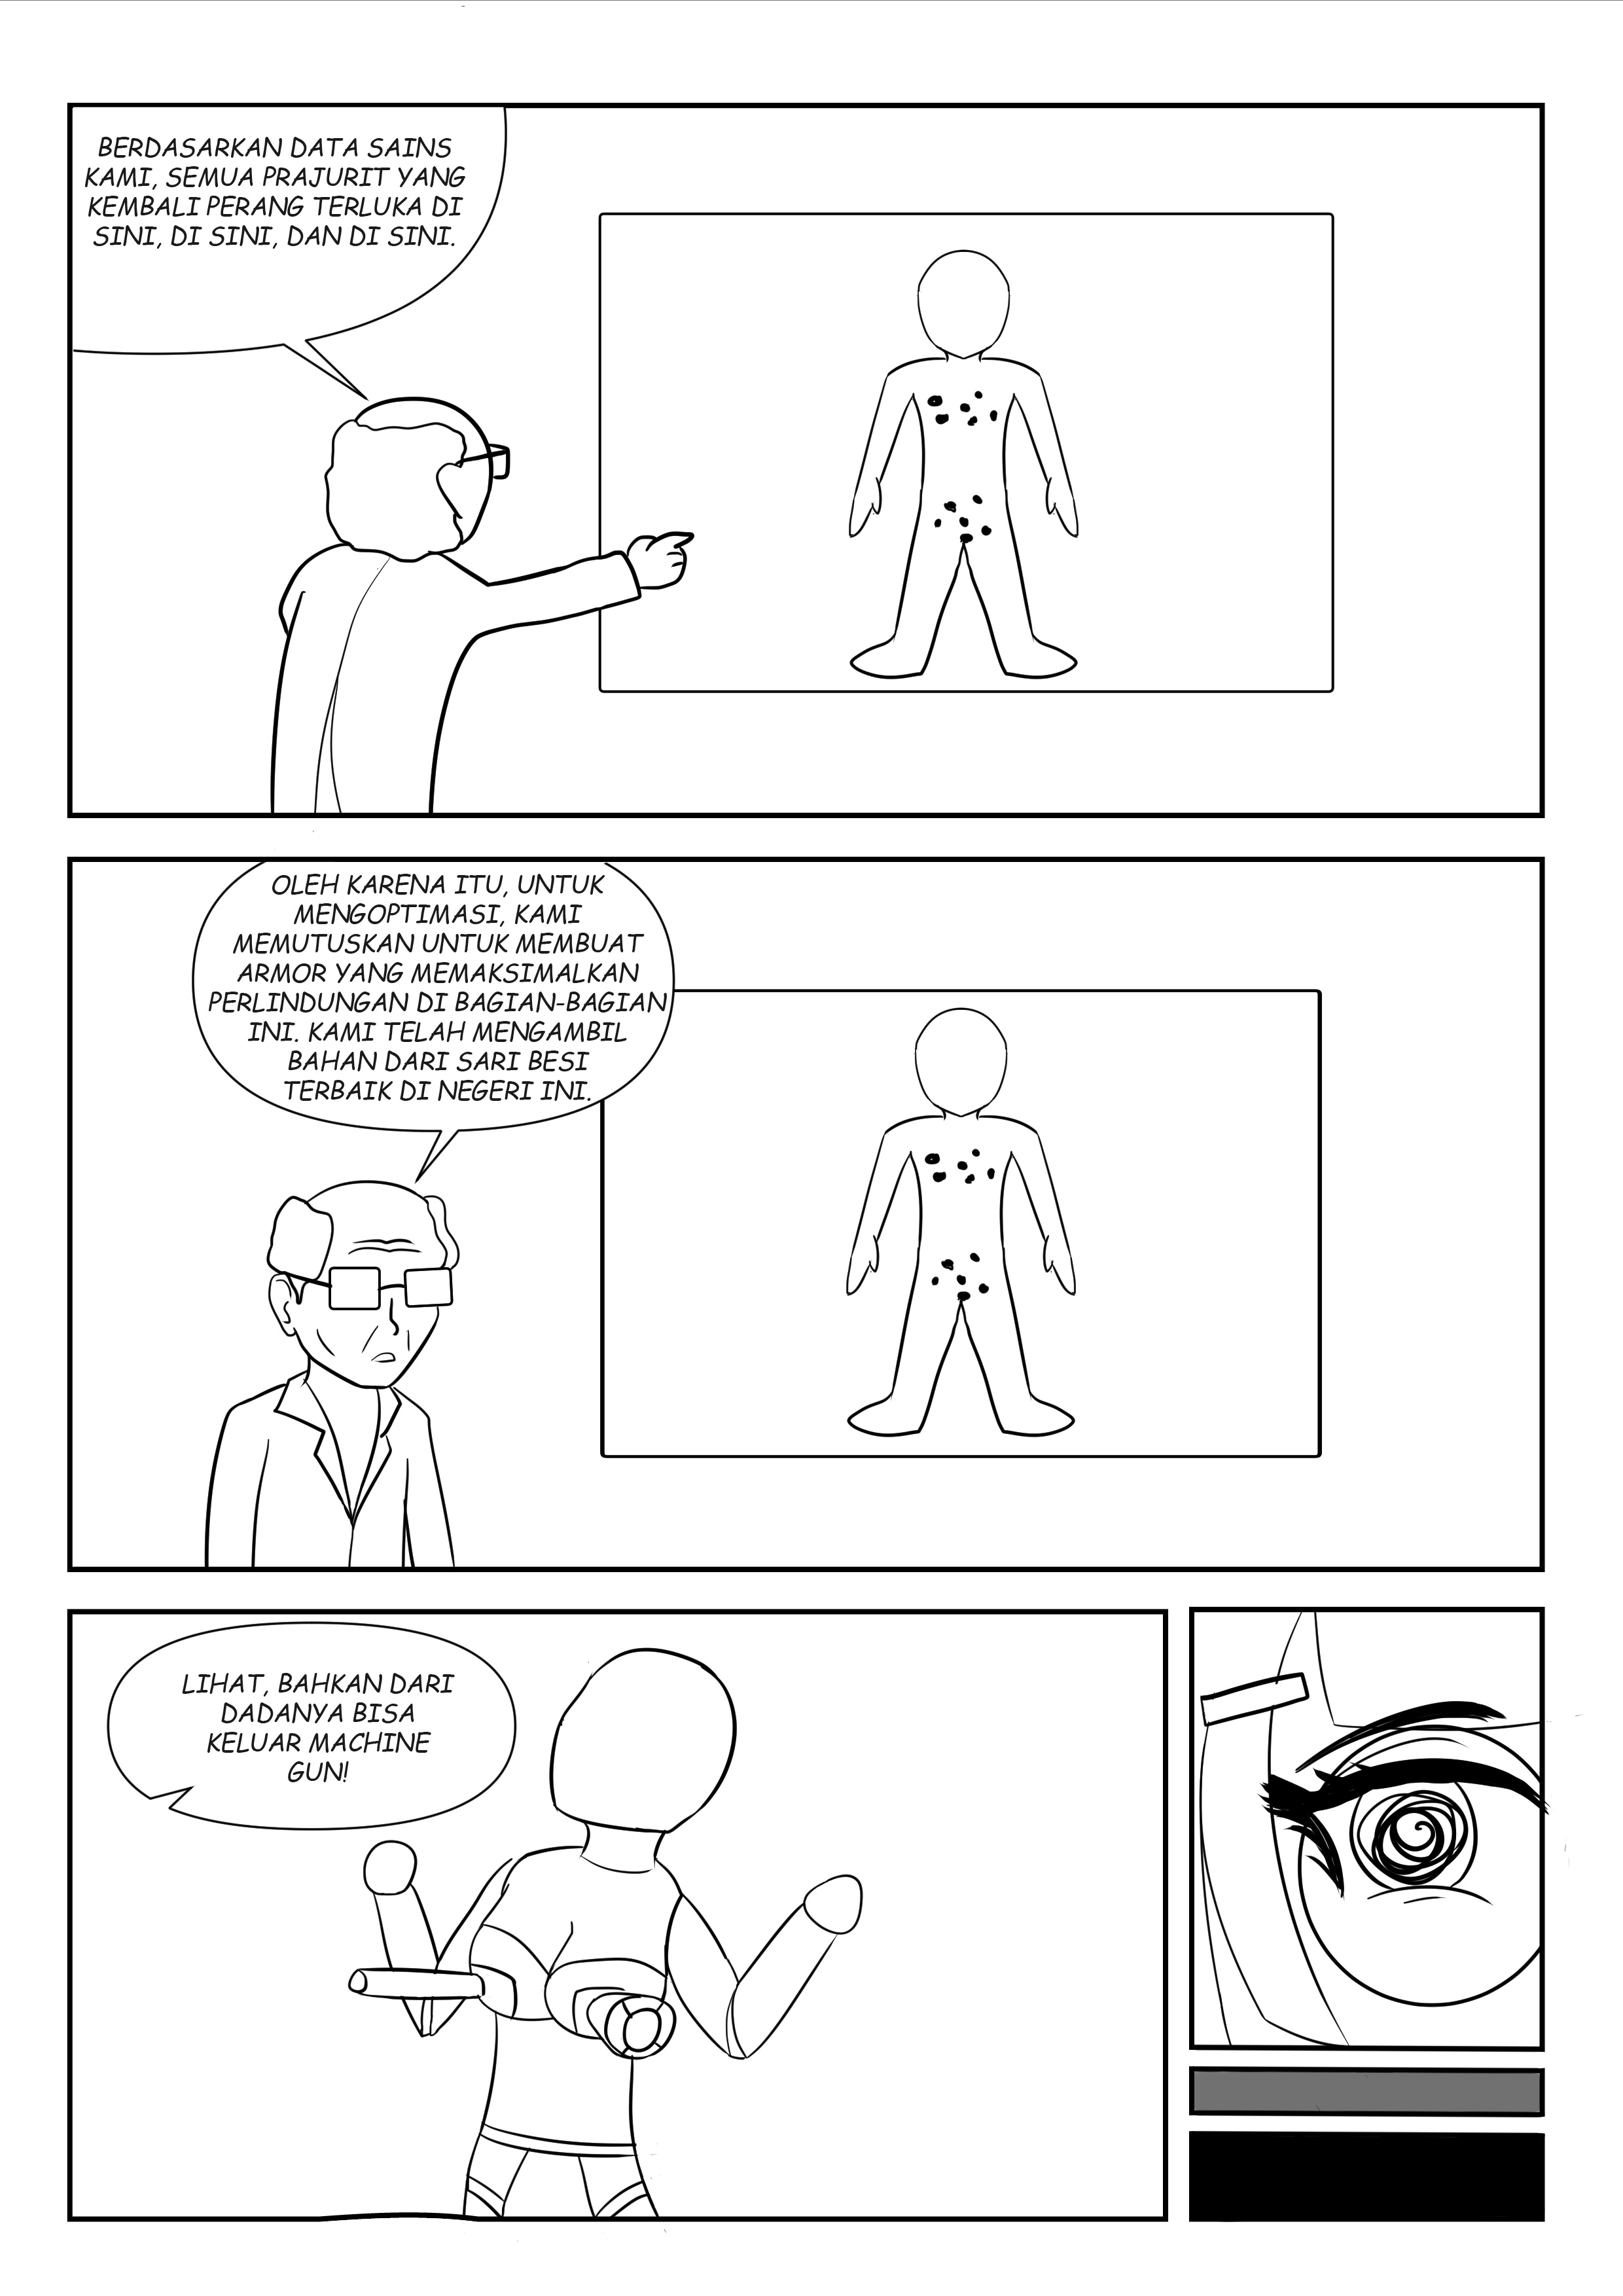 BERDASARKAN DATA SAINS
KAMI, SEMUA PRAJURIT YANG
KEMBALI PERANG TERLUKA DI
SINI, DI SINI, DAN DI SINI.
OLEH KARENA ITU, UNTUK
MENGOPTIMASI, KAMI
MEMUTUSKAN UNTUK MEMBUAT
ARMOR YANG MEMAKSIMALKAN
PERLINDUNGAN DI BAGIAN-BAGIAN
INI. KAMI TELAH MENGAMBIL
BAHAN DARI SARI BESI
TERBAIK DI NEGERI INI.
LIHAT, BAHKAN DARI
DADANYA BISA
KELUAR MACHINE
GUN!